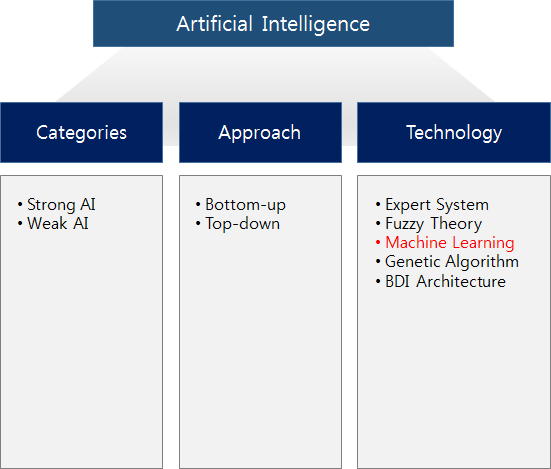 Artificial Intelligence
Categories
Approach
Technology
• Strong AI
• Weak AI
• Bottom-up
• Top-down
• Expert System
• Fuzzy Theory
• Machine Learning
• Genetic Algorithm
• BDI Architecture